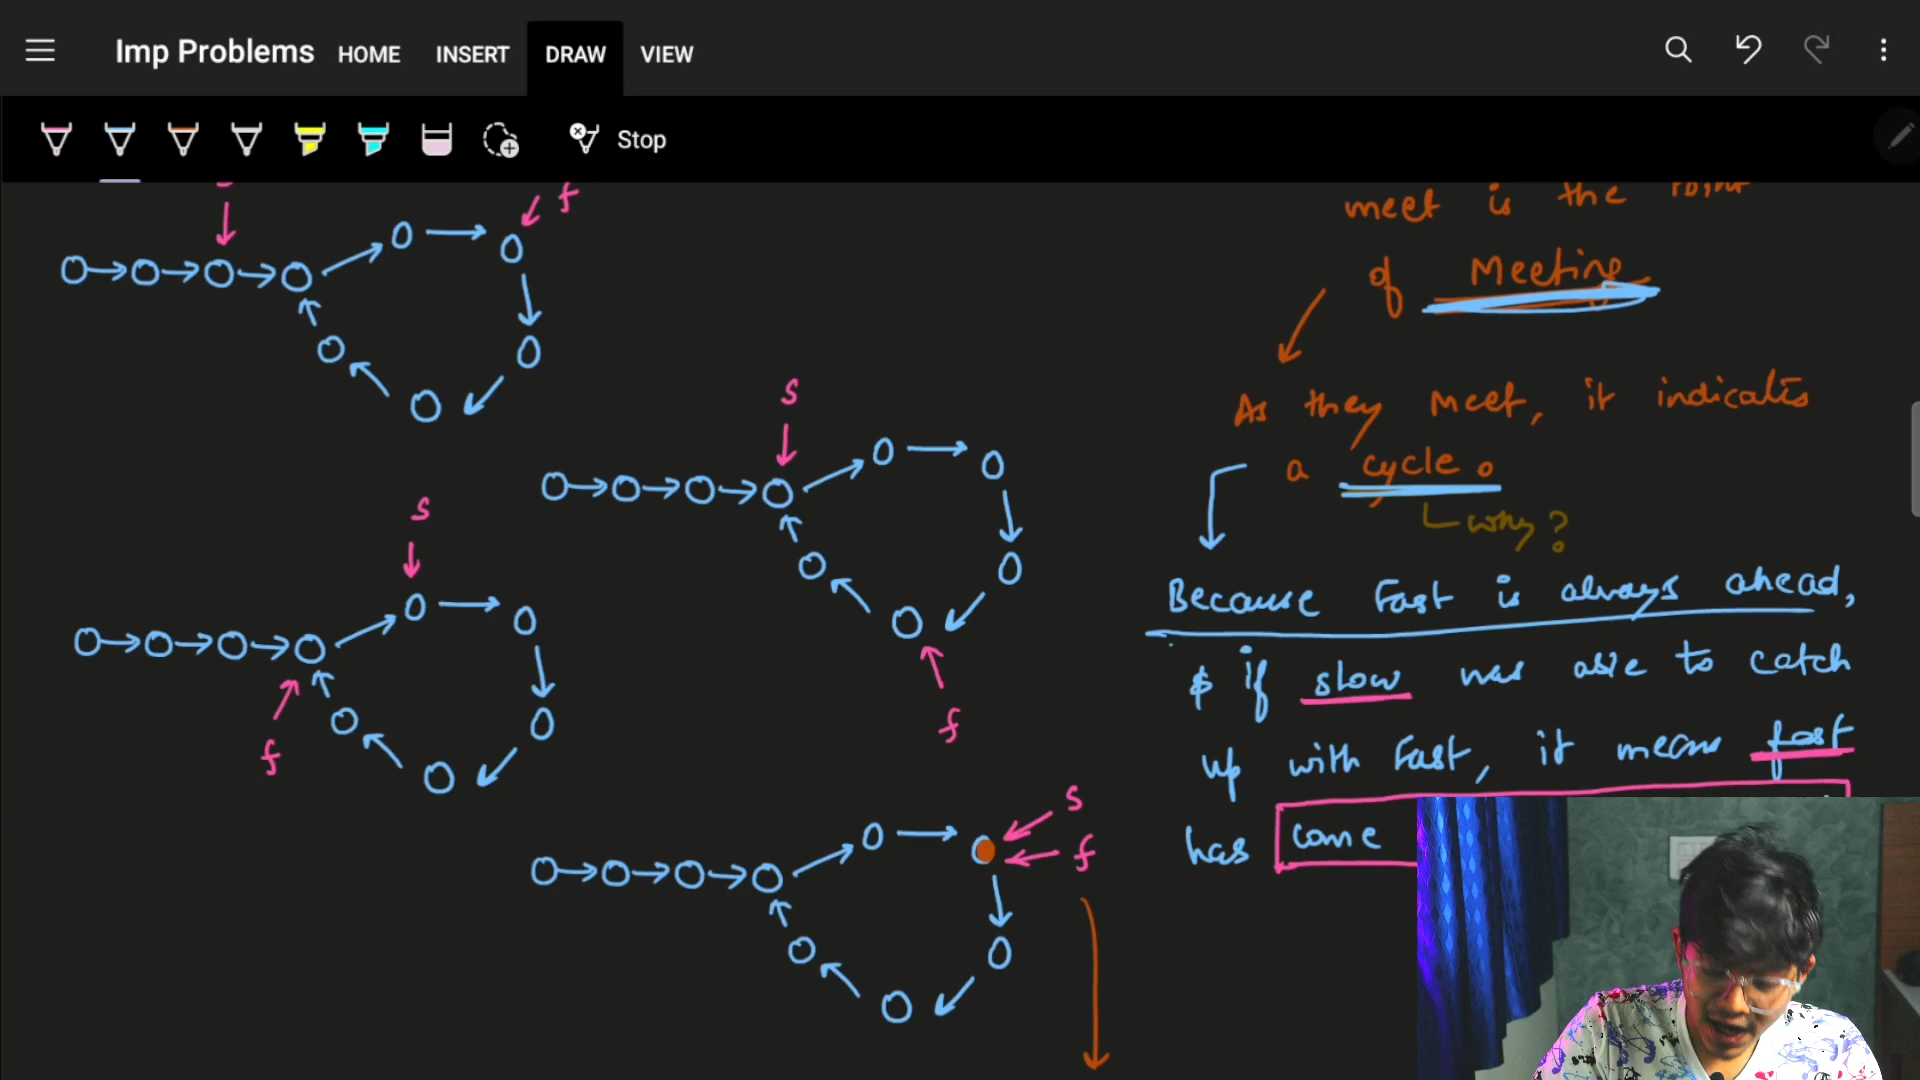 Imp Problems HOME INSERT DRAW VIEW
Stop
f
s
f
s
f
s
f
meet is the Point
of Meeting
As they Meet, it indicates
a cycle.
why?
Because Fast is always ahead,
& if slow was able to catch
up with Fast, it means fast
has come